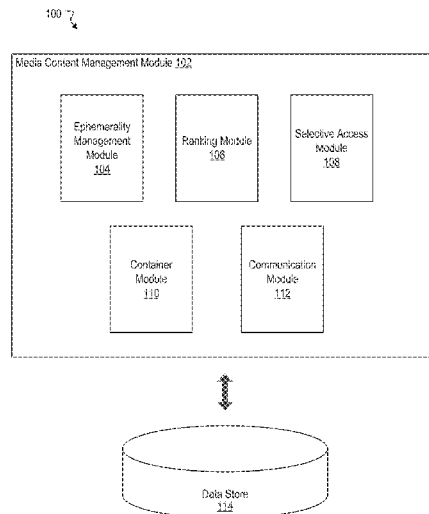 100
Media Content Management Module 102
Ephemerality
Management
Module
104
Ranking Module
106
Selective Access
Module
108
Container
Module
110
Communication
Module
112
Data Store
114